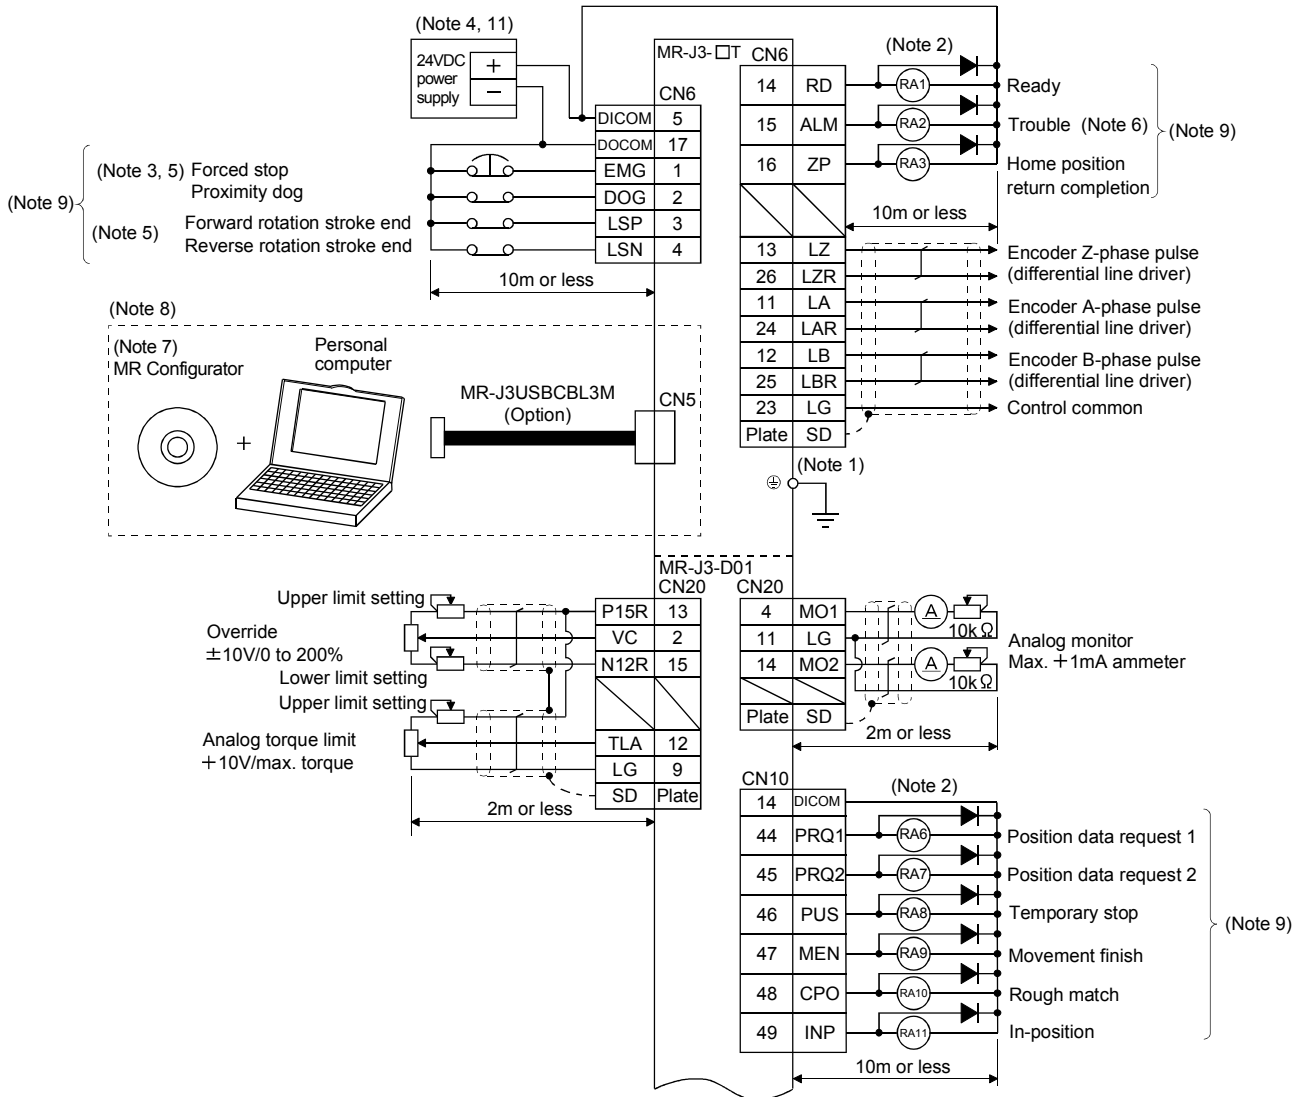 (Note 4, 11)
24VDC
power
supply
+
−
MR-J3-□T
CN6
(Note 2)
CN6
DICOM 5
DOCOM 17
EMG 1
DOG 2
LSP 3
LSN 4
(Note 9)
(Note 3, 5) Forced stop
Proximity dog
(Note 5)
Forward rotation stroke end
Reverse rotation stroke end
10m or less
14 RD RA1 Ready
15 ALM RA2 Trouble (Note 6)
16 ZP RA3 Home position
return completion
(Note 9)
10m or less
13 LZ Encoder Z-phase pulse
26 LZR (differential line driver)
11 LA Encoder A-phase pulse
24 LAR (differential line driver)
12 LB Encoder B-phase pulse
25 LBR (differential line driver)
23 LG Control common
Plate SD
(Note 1)
(Note 8)
(Note 7)
MR Configurator
+
Personal
computer
MR-J3USBCBL3M
(Option)
CN5
MR-J3-D01
CN20
Upper limit setting
Override
±10V/0 to 200%
Lower limit setting
Upper limit setting
Analog torque limit
+10V/max. torque
P15R 13
VC 2
N12R 15
TLA 12
LG 9
SD Plate
2m or less
CN20
4 MO1 A 10kΩ
11 LG
14 MO2 A 10kΩ
Plate SD
Analog monitor
Max. +1mA ammeter
2m or less
CN10
(Note 2)
14 DICOM
44 PRQ1 RA6 Position data request 1
45 PRQ2 RA7 Position data request 2
46 PUS RA8 Temporary stop
47 MEN RA9 Movement finish
48 CPO RA10 Rough match
49 INP RA11 In-position
(Note 9)
10m or less